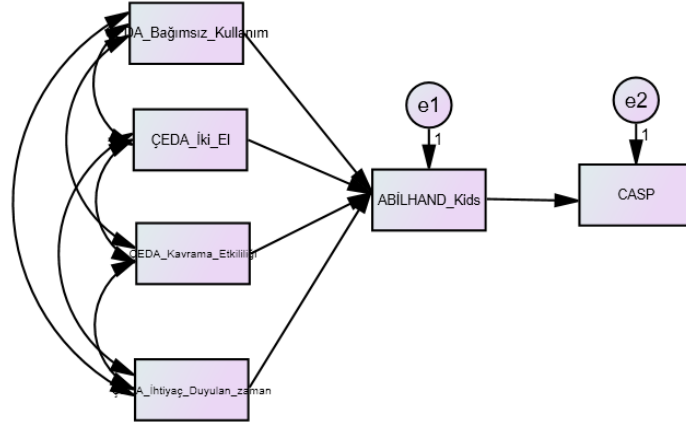 DA_Bağımsız_Kullanım
ÇEDA_İki_El
ÇEDA_Kavrama_Etkililiği
A_İhtiyaç_Duyulan_zaman
e1
1
ABİLHAND_Kids
e2
1
CASP